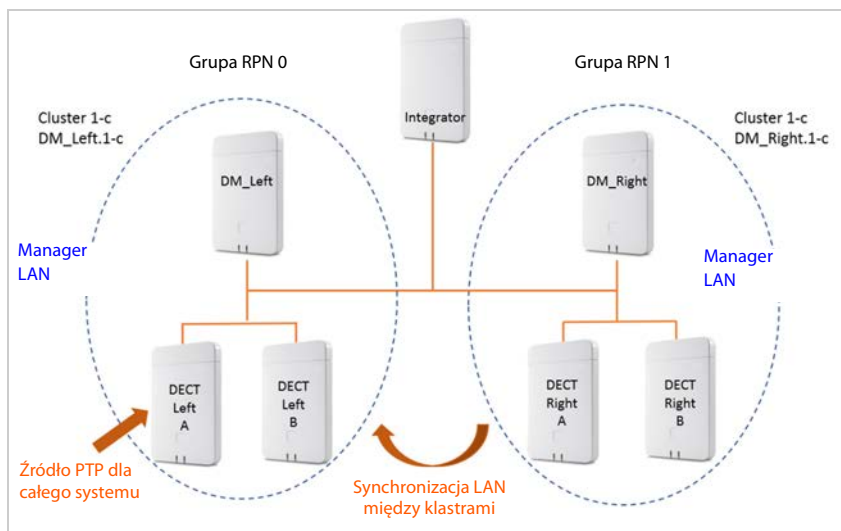 Grupa RPN 0
Grupa RPN 1
Cluster 1-c
DM_Left.1-c
Integrator
Cluster 1-c
DM_Right.1-c
DM_Left
DM_Right
Manager
LAN
Manager
LAN
DECT
Left
A
DECT
Left
B
DECT
Right
A
DECT
Right
B
Źródło PTP dla
całego systemu
Synchronizacja LAN
między klastrami